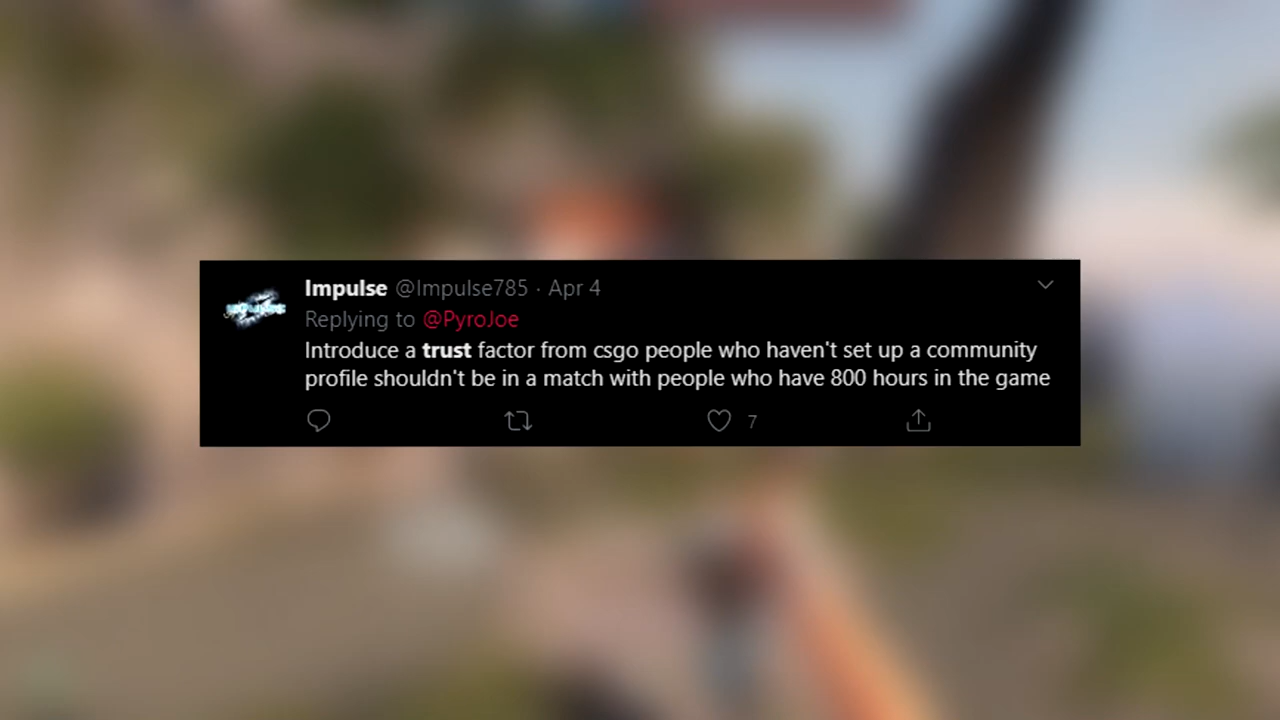 Impulse @Impulse785 · Apr 4
Replying to @PyroJoe
Introduce a trust factor from csgo people who haven't set up a community
profile shouldn't be in a match with people who have 800 hours in the game
7